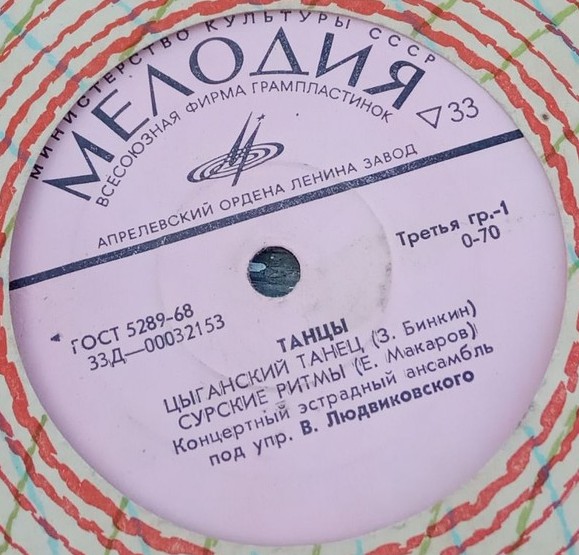 МИНИСТЕРСТВО КУЛЬТУРЫ СССР
МЕЛОДИЯ
ВСЕСОЮЗНАЯ ФИРМА ГРАМПЛАСТИНОК
▷33
АПРЕЛЕВСКИЙ ОРДЕНА ЛЕНИНА ЗАВОД
Третья гр.-1
0-70
ГОСТ 5289-68
33Д—00032153
ТАНЦЫ
ЦЫГАНСКИЙ ТАНЕЦ (З. Бинкин)
СУРСКИЕ РИТМЫ (Е. Макаров)
Концертный эстрадный ансамбль
под упр. В. Людвиковского